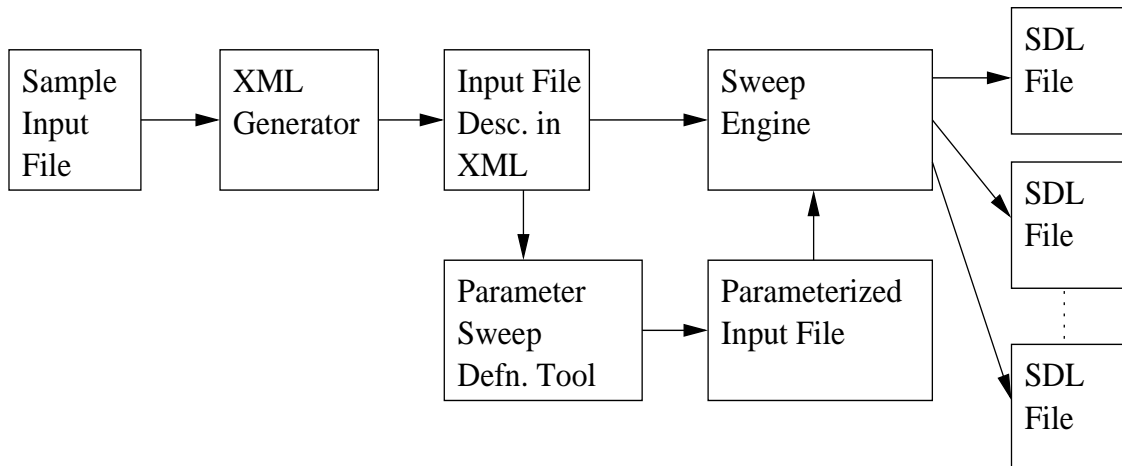 Sample
Input
File
XML
Generator
Input File
Desc. in
XML
Sweep
Engine
SDL
File
SDL
File
Parameter
Sweep
Defn. Tool
Parameterized
Input File
SDL
File